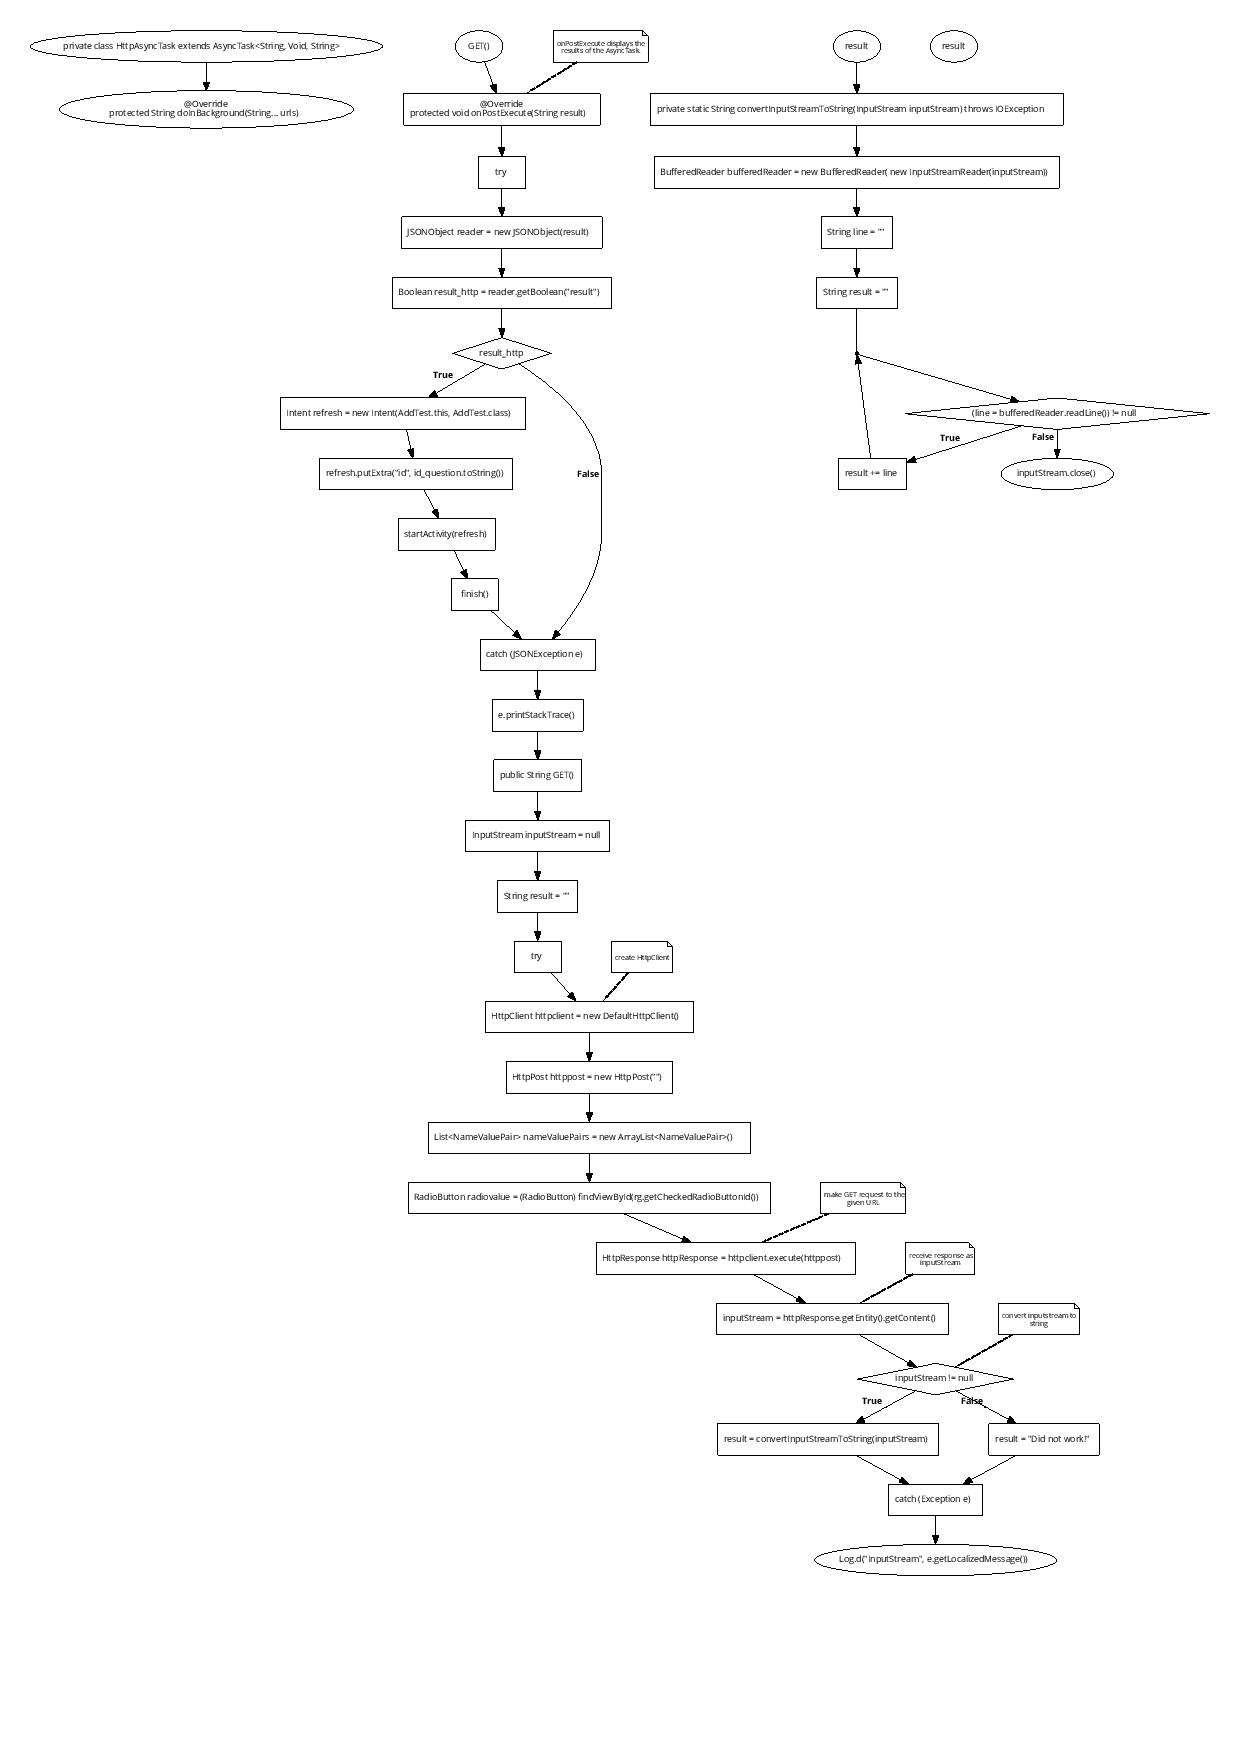 private class HttpAsyncTask extends AsyncTask<String, Void, String>
@Override
protected String doInBackground(String... urls)
GET()
onPostExecute displays the
results of the AsyncTask.
@Override
protected void onPostExecute(String result)
try
JSONObject reader = new JSONObject(result)
Boolean result_http = reader.getBoolean("result")
result_http
True
False
Intent refresh = new Intent(AddTest.this, AddTest.class)
refresh.putExtra("id", id_question.toString())
startActivity(refresh)
finish()
catch (JSONException e)
e.printStackTrace()
public String GET()
InputStream inputStream = null
String result = ""
try
create HttpClient
HttpClient httpclient = new DefaultHttpClient()
HttpPost httppost = new HttpPost("")
List<NameValuePair> nameValuePairs = new ArrayList<NameValuePair>()
RadioButton radiovalue = (RadioButton) findViewById(rg.getCheckedRadioButtonId())
make GET request to the
given URL
HttpResponse httpResponse = httpclient.execute(httppost)
receive response as
inputStream
inputStream = httpResponse.getEntity().getContent()
convert inputstream to
string
inputStream != null
True
False
result = convertInputStreamToString(inputStream)
result = "Did not work!"
catch (Exception e)
Log.d("InputStream", e.getLocalizedMessage())
result
private static String convertInputStreamToString(InputStream inputStream) throws IOException
BufferedReader bufferedReader = new BufferedReader( new InputStreamReader(inputStream))
String line = ""
String result = ""
(line = bufferedReader.readLine()) != null
True
False
result += line
inputStream.close()
result